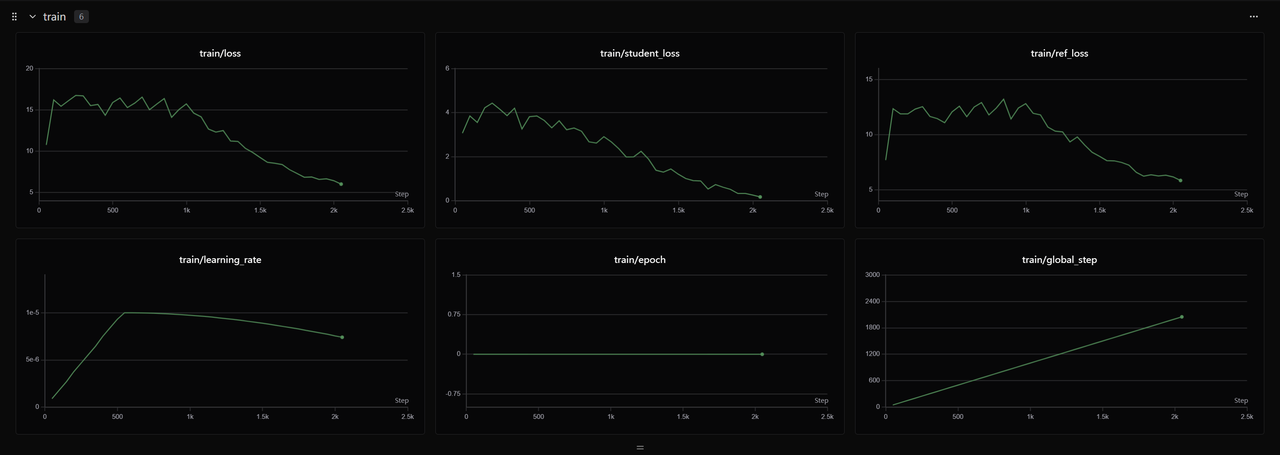 train 6
train/loss
20
15
10
5
0 500 1k 1.5k 2k 2.5k
Step
train/student_loss
6
4
2
0
0 500 1k 1.5k 2k 2.5k
Step
train/ref_loss
15
10
5
0 500 1k 1.5k 2k 2.5k
Step
train/learning_rate
1e-5
5e-6
0
0 500 1k 1.5k 2k 2.5k
Step
train/epoch
1.5
0.75
0
-0.75
0 500 1k 1.5k 2k 2.5k
Step
train/global_step
3000
2400
1800
1200
600
0
0 500 1k 1.5k 2k 2.5k
Step